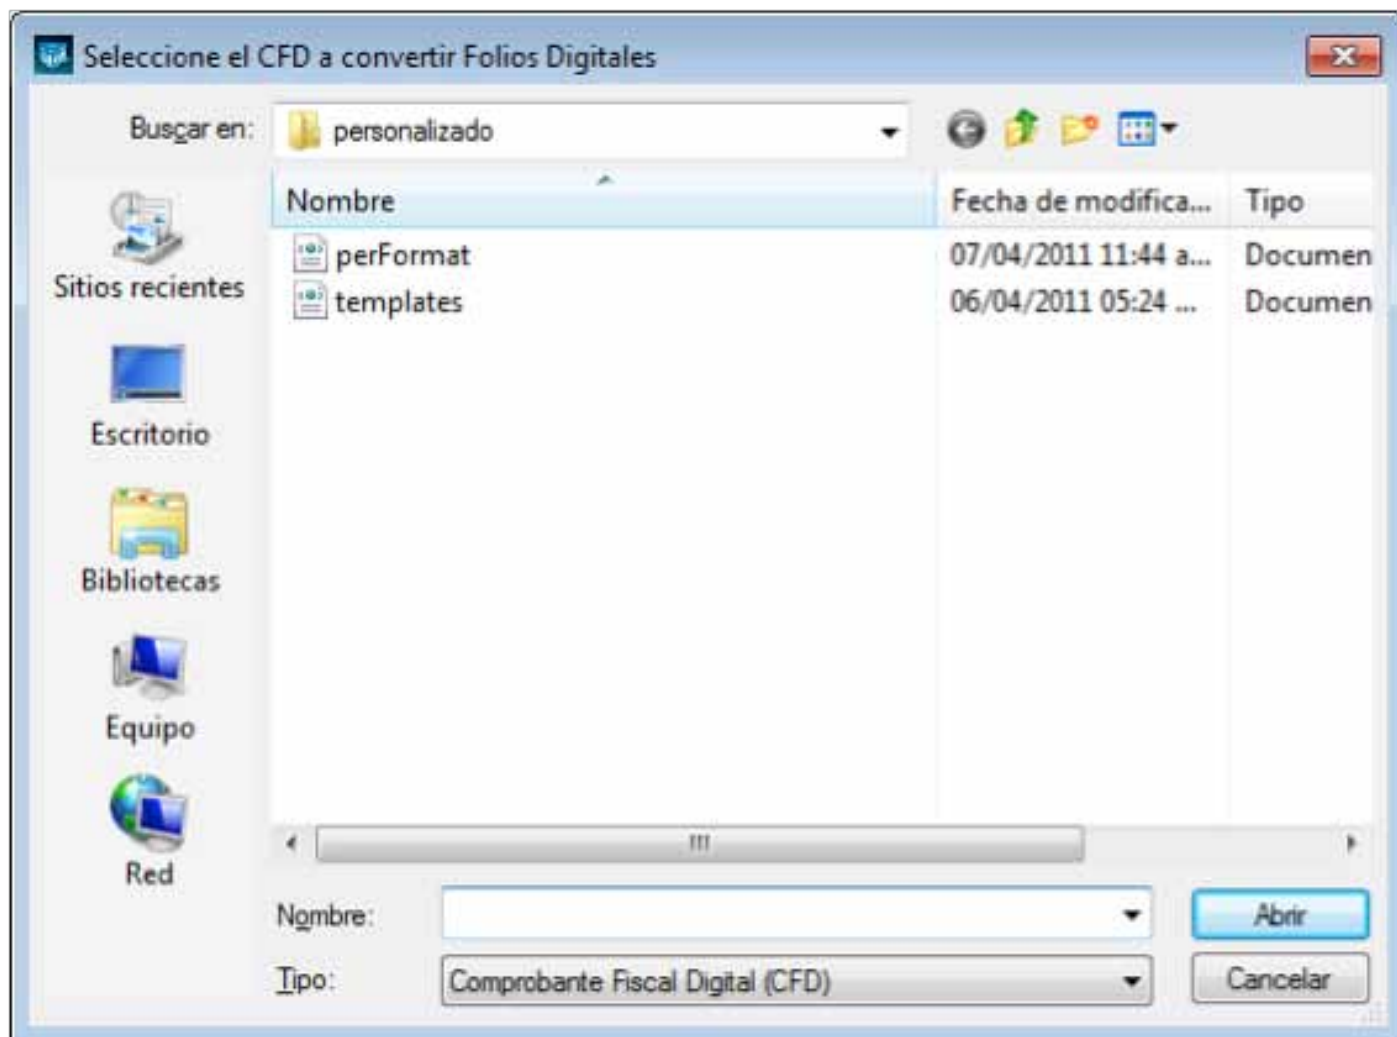 Seleccione el CFD a convertir Folios Digitales
Buscar en: personalizado
Nombre Fecha de modifica... Tipo
perFormat 07/04/2011 11:44 a... Documen
templates 06/04/2011 05:24 ... Documen
Sitios recientes
Escritorio
Bibliotecas
Equipo
Red
Nombre: Abrir
Tipo: Comprobante Fiscal Digital (CFD) Cancelar